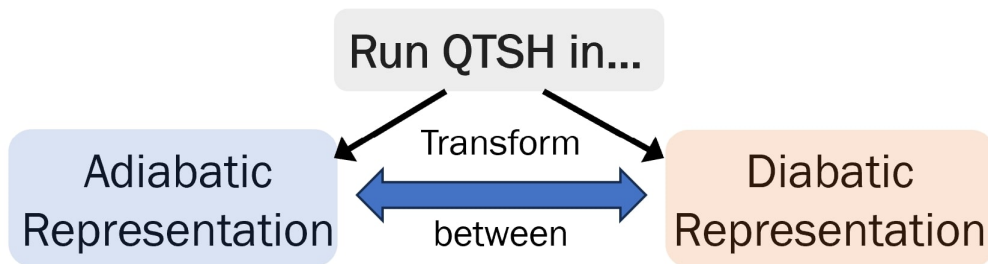 Run QTSH in...
Transform
Adiabatic
Representation
between
Diabatic
Representation